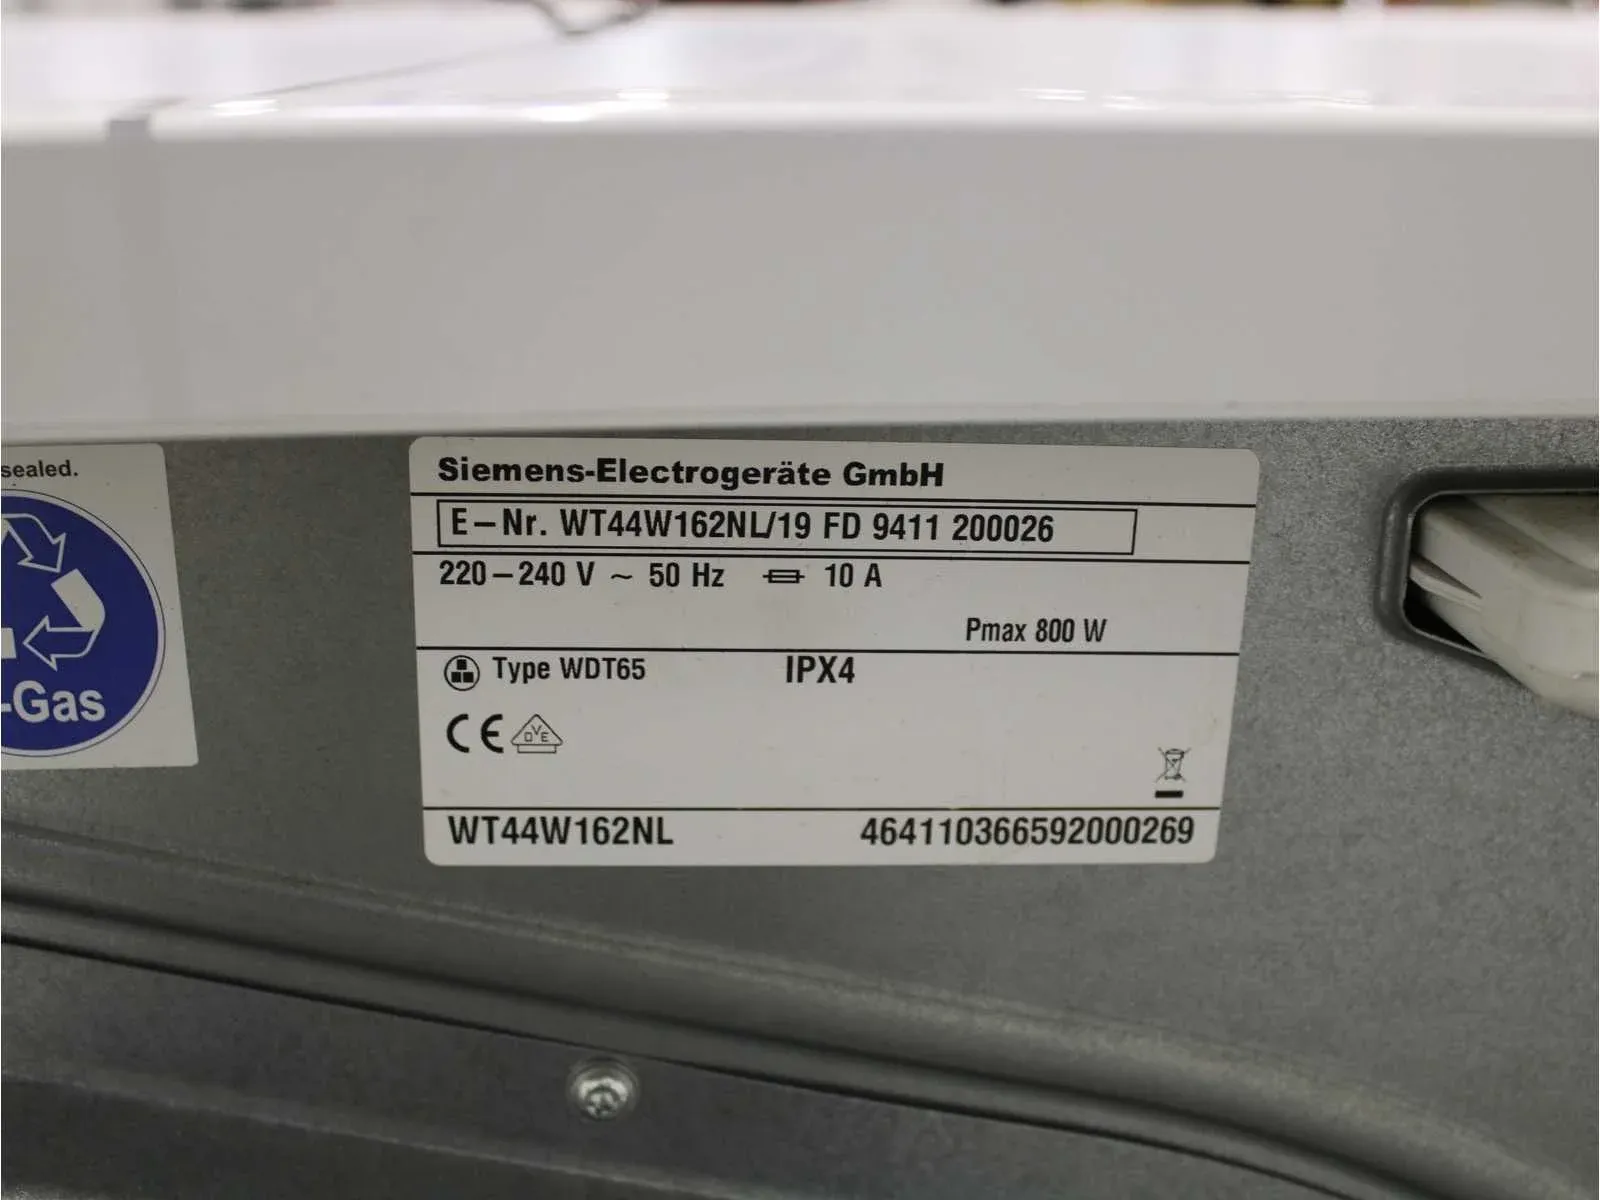 sealed.
-Gas
Siemens-Electrogeräte GmbH
E-Nr. WT44W162NL/19 FD 9411 200026
220-240 V ~ 50 Hz 10 A
Pmax 800 W
Type WDT65 IPX4
CE DVE
WT44W162NL 464110366592000269